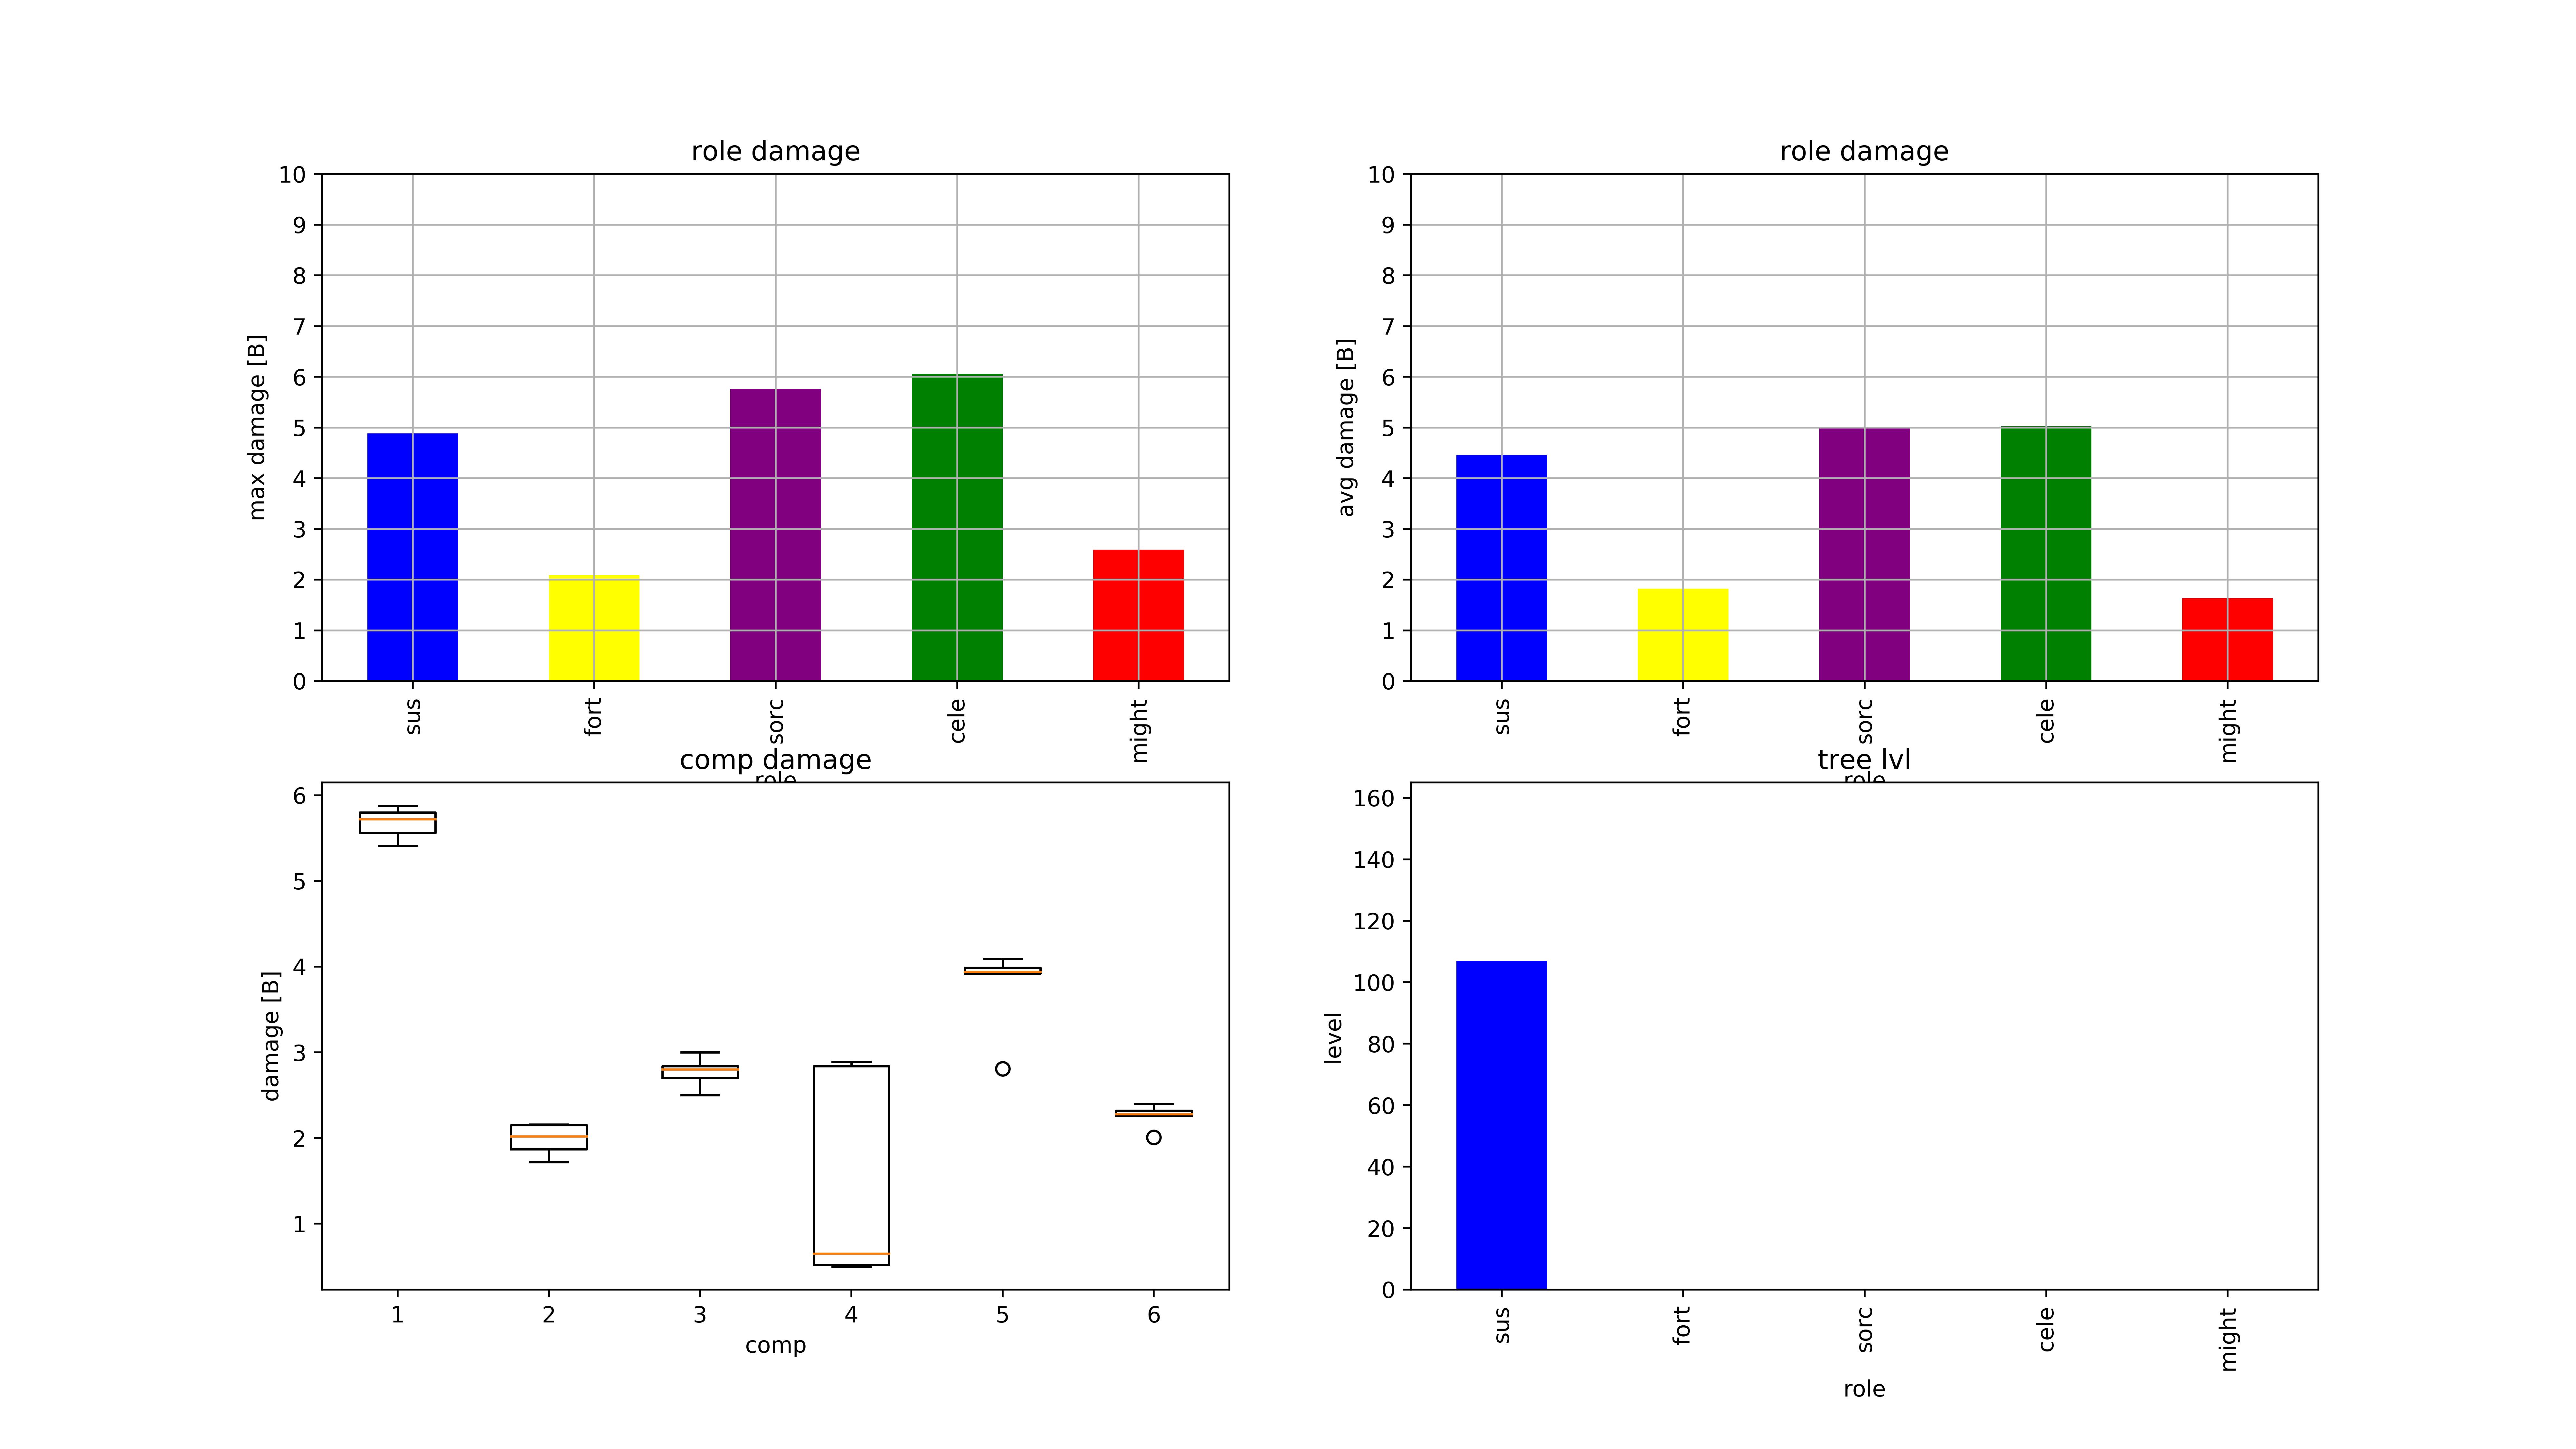 role damage
10
9
8
7
6
5
4
3
2
1
0
max damage [B]
sus
fort
sorc
cele
might
role
role damage
10
9
8
7
6
5
4
3
2
1
0
avg damage [B]
sus
fort
sorc
cele
might
role
comp damage
6
5
4
3
2
1
damage [B]
1 2 3 4 5 6
comp
tree lvl
160
140
120
100
80
60
40
20
0
level
sus
fort
sorc
cele
might
role